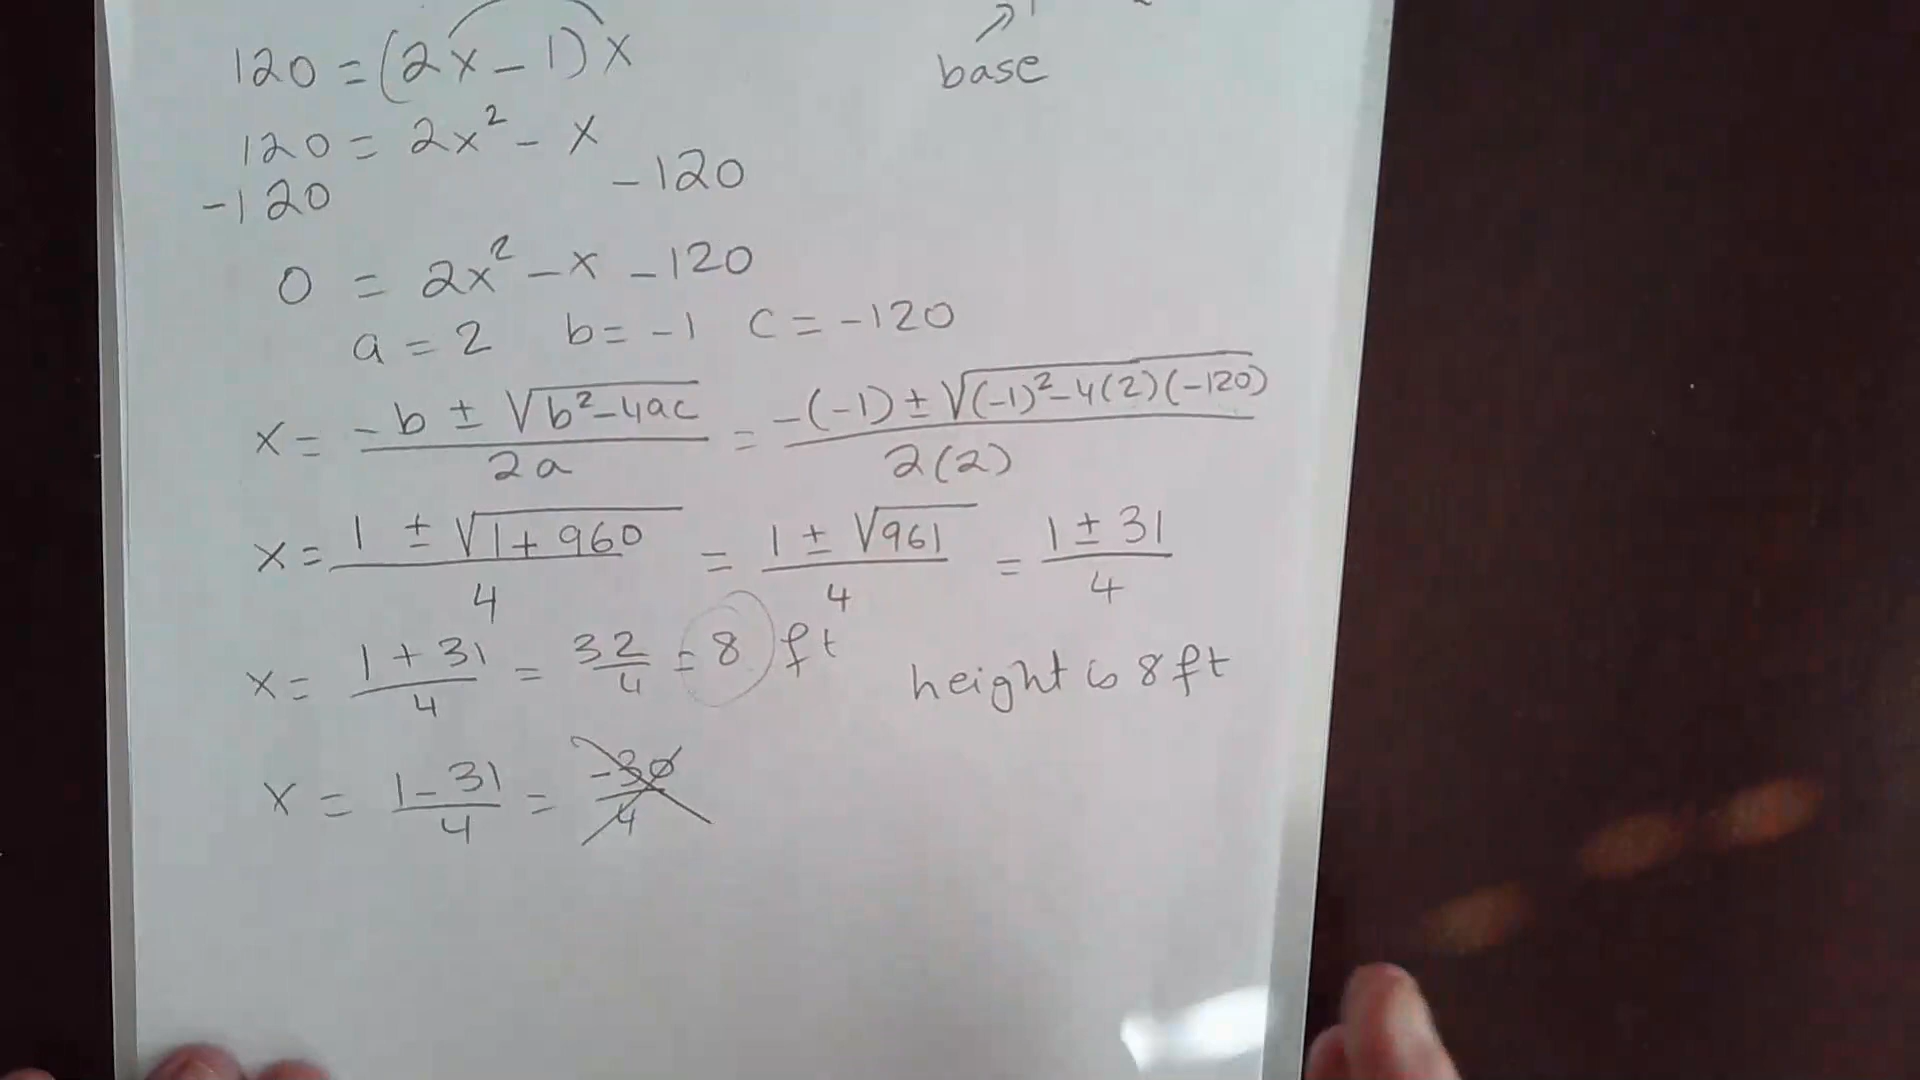 120 = (2x - 1) x
base
120 = 2x² - x
-120 -120
0 = 2x² - x - 120
a = 2 b = -1 c = -120
x = -b ± √b²-4ac / 2a = -(-1) ± √(-1)²-4(2)(-120) / 2(2)
x = 1 ± √1+960 / 4 = 1 ± √961 / 4 = 1 ± 31 / 4
x = 1 + 31 / 4 = 32 / 4 = 8 ft height is 8 ft
x = 1 - 31 / 4 = -30 / 4